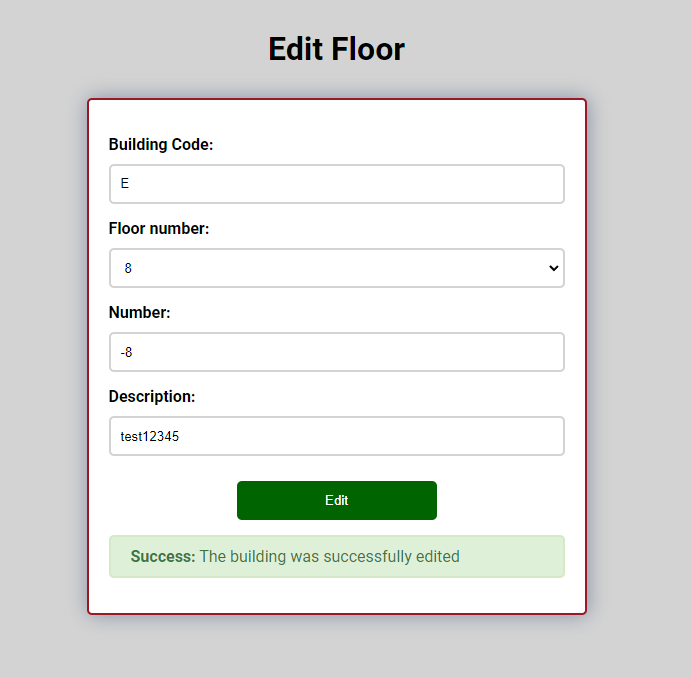 Edit Floor
Building Code:
E
Floor number:
8
Number:
-8
Description:
test12345
Edit
Success: The building was successfully edited